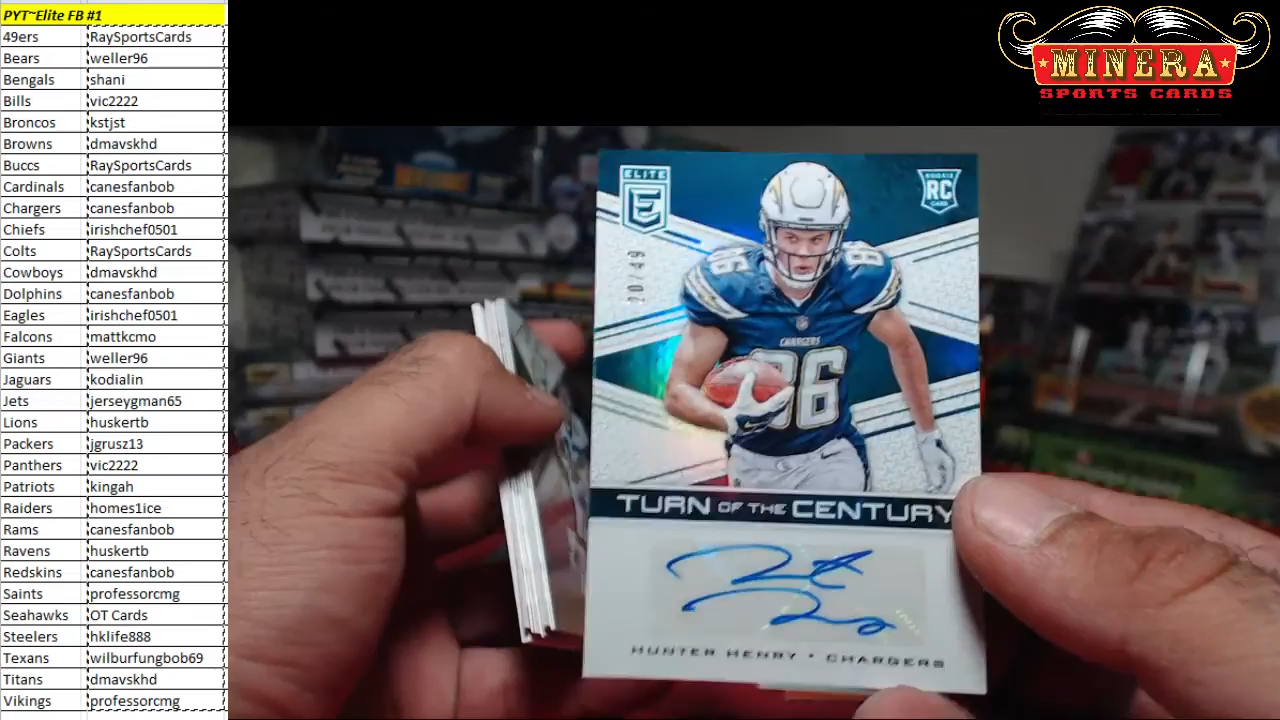 PYT~Elite FB #1
49ers RaySportsCards
Bears weller96
Bengals shani
Bills vic2222
Broncos kstjst
Browns dmavskhd
Buccs RaySportsCards
Cardinals canesfanbob
Chargers canesfanbob
Chiefs irishchef0501
Colts RaySportsCards
Cowboys dmavskhd
Dolphins canesfanbob
Eagles irishchef0501
Falcons mattkcmo
Giants weller96
Jaguars kodialin
Jets jerseygman65
Lions huskertb
Packers jgrusz13
Panthers vic2222
Patriots kingah
Raiders homes1ice
Rams canesfanbob
Ravens huskertb
Redskins canesfanbob
Saints professorcmg
Seahawks OT Cards
Steelers hklife888
Texans wilburfungbob69
Titans dmavskhd
Vikings professorcmg
MINERA
SPORTS CARDS
ELITE
E
ROOKIE
RC
CARD
20/49
86
CHARGERS
86
TURN OF THE CENTURY
HUNTER HENRY • CHARGERS